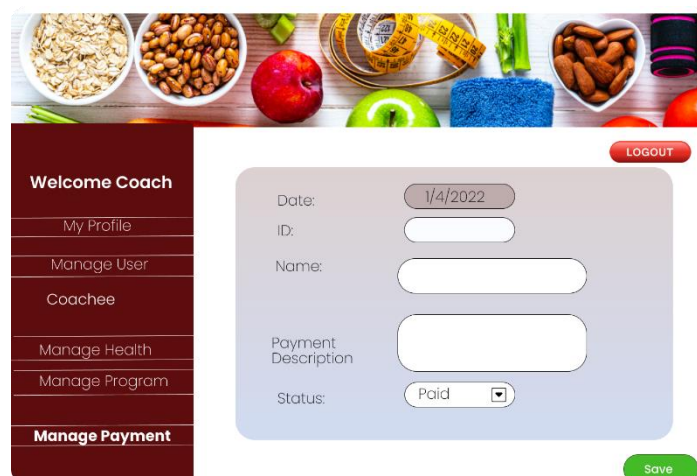 LOGOUT
Welcome Coach
My Profile
Manage User
Coachee
Manage Health
Manage Program
Manage Payment
Date: 1/4/2022
ID:
Name:
Payment
Description
Status: Paid
Save